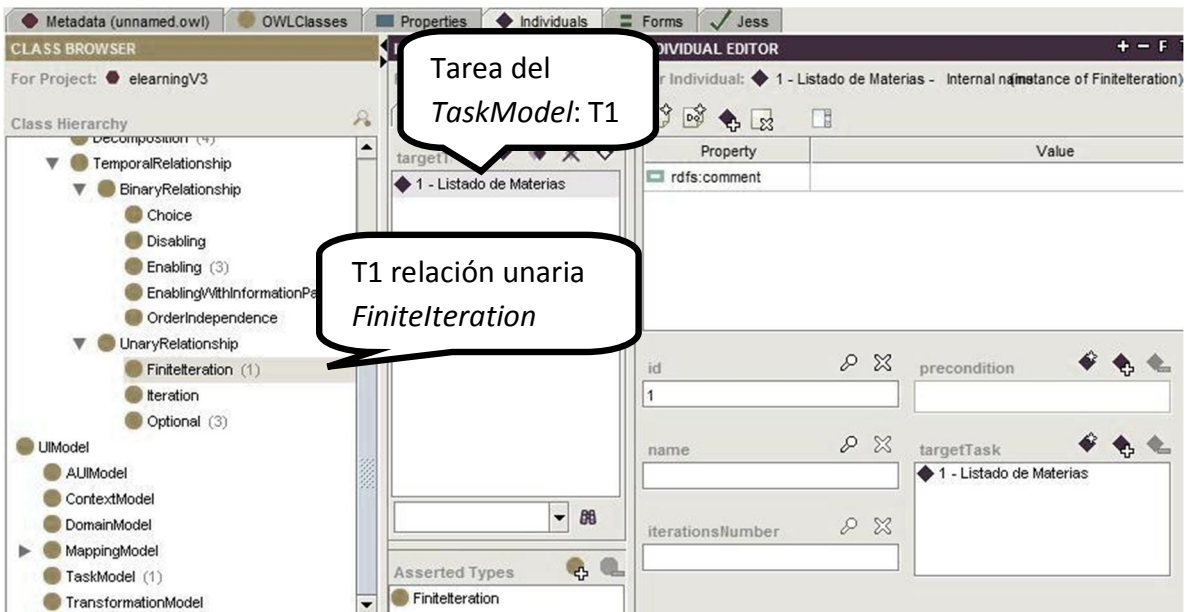 Metadata (unnamed.owl) OWLClasses Properties Individuals Forms Jess
CLASS BROWSER
For Project: elearningV3
Class Hierarchy
Decomposition (4)
TemporalRelationship
BinaryRelationship
Choice
Disabling
Enabling (3)
EnablingWithInformationPa
OrderIndependence
UnaryRelationship
FiniteIteration (1)
Iteration
Optional (3)
UIModel
AUIModel
ContextModel
DomainModel
MappingModel
TaskModel (1)
TransformationModel
Tarea del
TaskModel: T1
targetT
1 - Listado de Materias
T1 relación unaria
FiniteIteration
Asserted Types
FiniteIteration
DIVIDUAL EDITOR
+ - F
r Individual: 1 - Listado de Materias - Internal name (instance of FiniteIteration)
Property Value
rdfs:comment
id
1
precondition
name
targetTask
1 - Listado de Materias
iterationsNumber